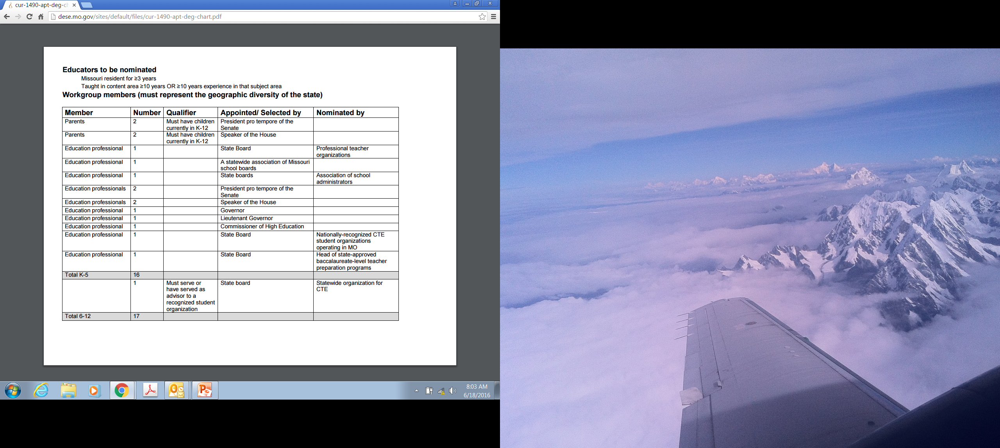 cur-1490-apt-deg-ch
dese.mo.gov/sites/default/files/cur-1490-apt-deg-chart.pdf
Educators to be nominated
Missouri resident for ≥3 years
Taught in content area ≥10 years OR ≥10 years experience in that subject area
Workgroup members (must represent the geographic diversity of the state)
Member Number Qualifier Appointed/ Selected by Nominated by
Parents 2 Must have children President pro tempore of the
currently in K-12 Senate
Parents 2 Must have children Speaker of the House
currently in K-12
Education professional 1 State Board Professional teacher
organizations
Education professional 1 A statewide association of Missouri
school boards
Education professional 1 State boards Association of school
administrators
Education professionals 2 President pro tempore of the
Senate
Education professionals 2 Speaker of the House
Education professional 1 Governor
Education professional 1 Lieutenant Governor
Education professional 1 Commissioner of High Education
Education professional 1 State Board Nationally-recognized CTE
student organizations
operating in MO
Education professional 1 State Board Head of state-approved
baccalaureate-level teacher
preparation programs
Total K-5 16
1 Must serve or State board Statewide organization for
have served as CTE
advisor to a
recognized student
organization
Total 6-12 17
8:03 AM
6/18/2016